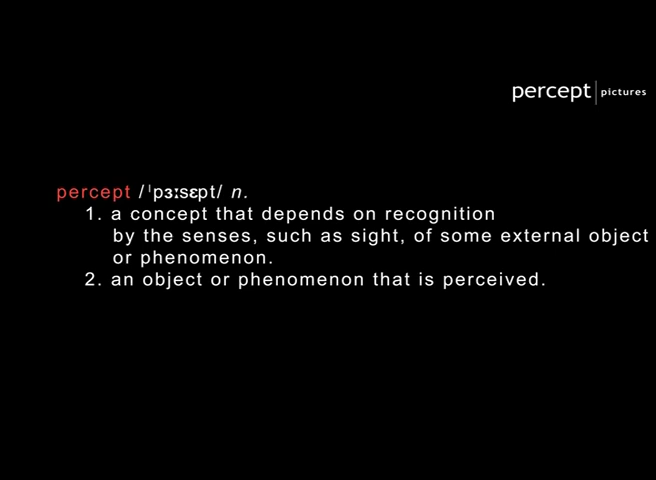 percept | pictures
percept /ˈpɜːsɛpt/ n.
1. a concept that depends on recognition
by the senses, such as sight, of some external object
or phenomenon.
2. an object or phenomenon that is perceived.